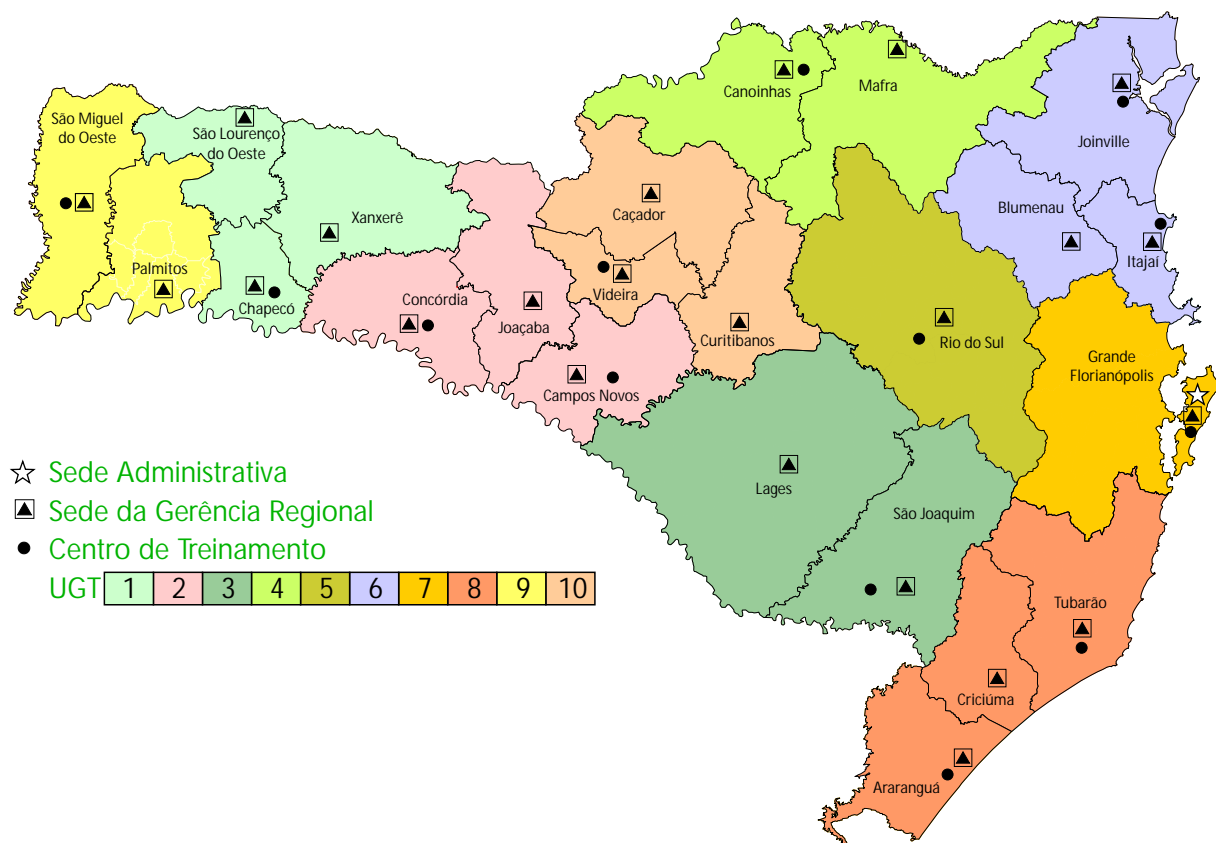 Canoinhas
Mafra
São Miguel
do Oeste
São Lourenço
do Oeste
Joinville
Xanxerê
Caçador
Blumenau
Itajaí
Palmitos
Chapecó
Concórdia
Joaçaba
Videira
Curitibanos
Rio do Sul
Grande
Florianópolis
Campos Novos
Lages
São Joaquim
Tubarão
Criciúma
Araranguá
Sede Administrativa
Sede da Gerência Regional
Centro de Treinamento
UGT 1 2 3 4 5 6 7 8 9 10